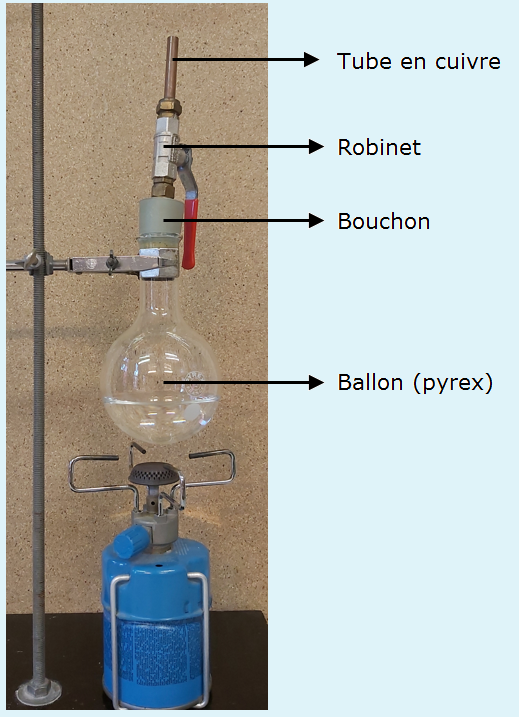 Tube en cuivre
Robinet
Bouchon
Ballon (pyrex)